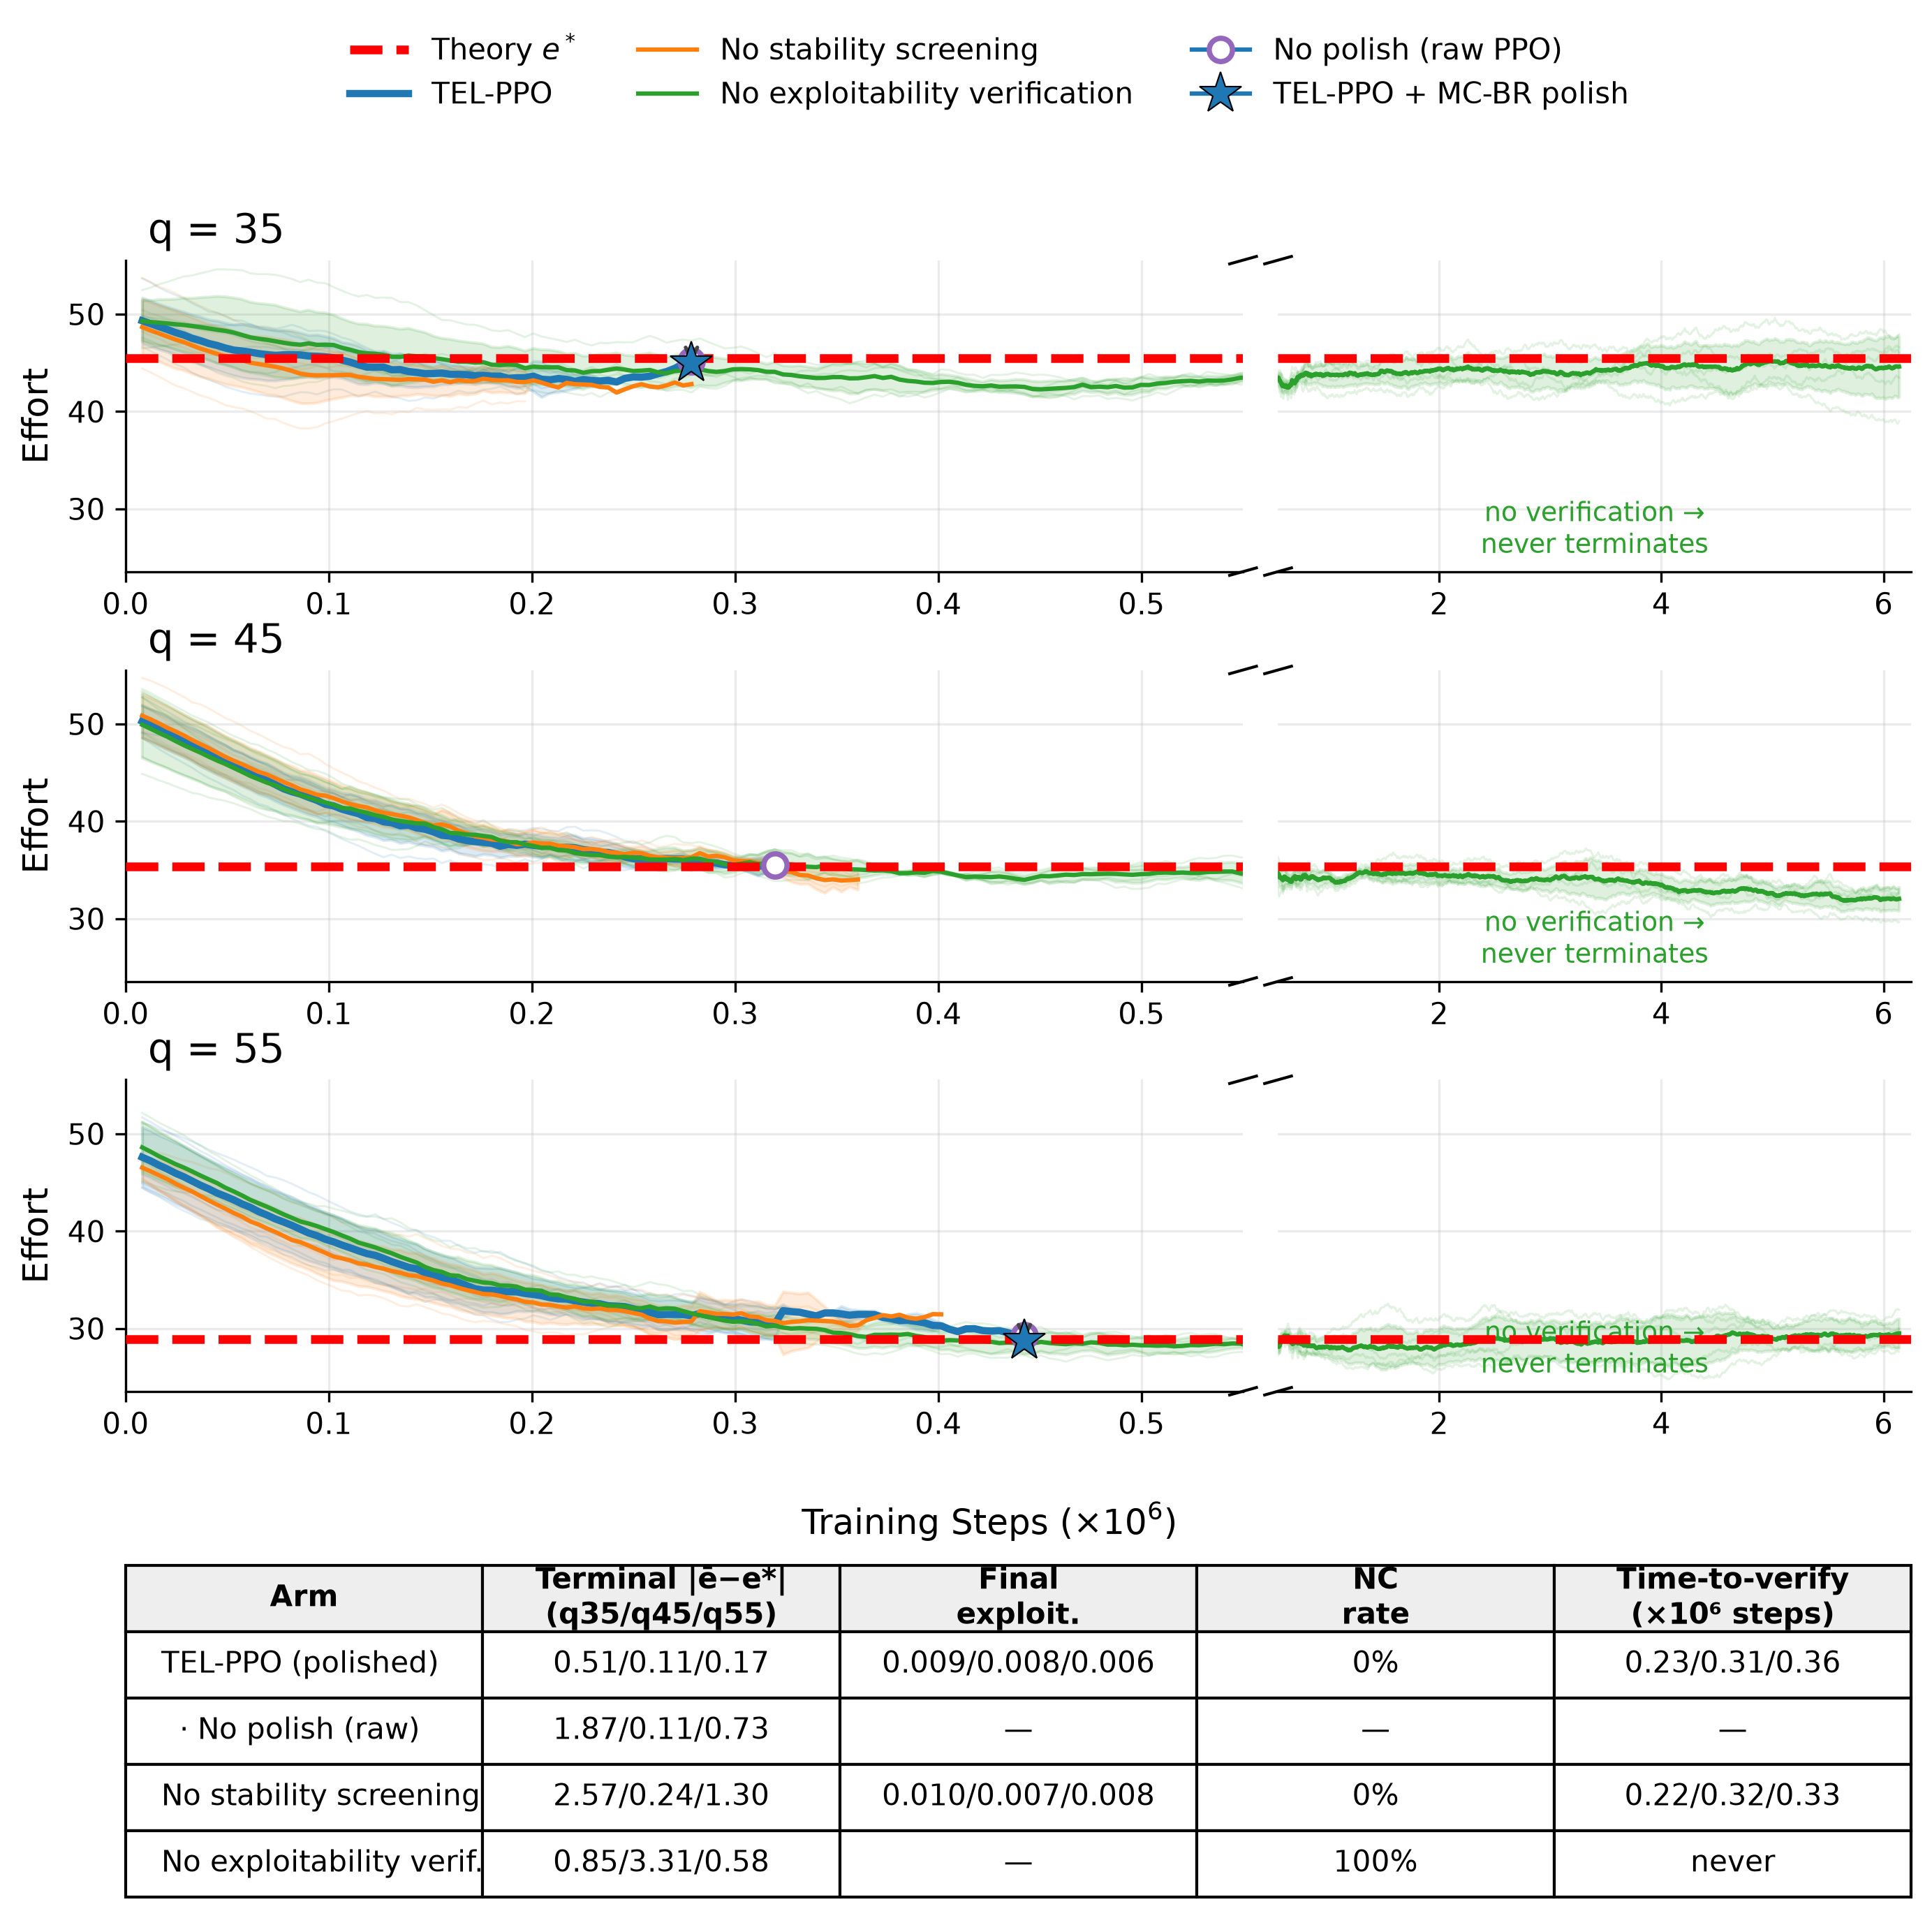 Theory e*
No stability screening
No polish (raw PPO)
TEL-PPO
No exploitability verification
TEL-PPO + MC-BR polish
q = 35
Effort
50
40
30
no verification →
never terminates
0.0 0.1 0.2 0.3 0.4 0.5 2 4 6
q = 45
Effort
50
40
30
no verification →
never terminates
0.0 0.1 0.2 0.3 0.4 0.5 2 4 6
q = 55
Effort
50
40
30
no verification →
never terminates
0.0 0.1 0.2 0.3 0.4 0.5 2 4 6
Training Steps (×10⁶)
Arm
Terminal |ē−e*|
(q35/q45/q55)
Final
exploit.
NC
rate
Time-to-verify
(×10⁶ steps)
TEL-PPO (polished) 0.51/0.11/0.17 0.009/0.008/0.006 0% 0.23/0.31/0.36
· No polish (raw) 1.87/0.11/0.73 — — —
No stability screening 2.57/0.24/1.30 0.010/0.007/0.008 0% 0.22/0.32/0.33
No exploitability verif. 0.85/3.31/0.58 — 100% never